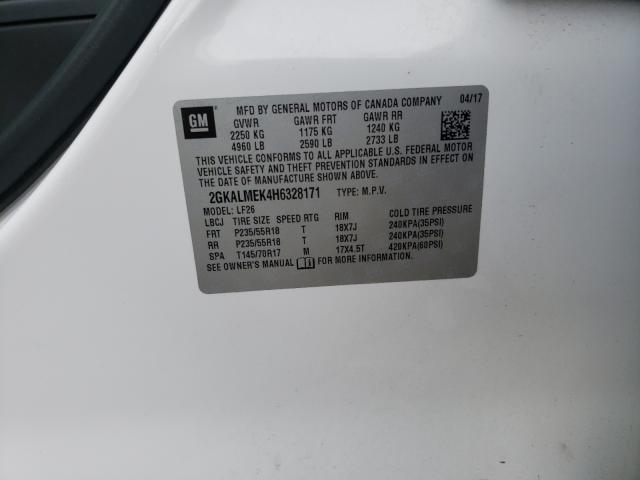 GM
MFD BY GENERAL MOTORS OF CANADA COMPANY 04/17
GVWR GAWR FRT GAWR RR
2250 KG 1175 KG 1240 KG
4960 LB 2590 LB 2733 LB
THIS VEHICLE CONFORMS TO ALL APPLICABLE U.S. FEDERAL MOTOR
VEHICLE SAFETY AND THEFT PREVENTION STANDARDS IN EFFECT ON
THE DATE OF MANUFACTURE SHOWN ABOVE.
2GKALMEK4H6328171 TYPE: M.P.V.
MODEL: LF26
LBCJ TIRE SIZE SPEED RTG RIM COLD TIRE PRESSURE
FRT P235/55R18 T 18X7J 240KPA(35PSI)
RR P235/55R18 T 18X7J 240KPA(35PSI)
SPA T145/70R17 M 17X4.5T 420KPA(60PSI)
SEE OWNER'S MANUAL FOR ADDITIONAL INFORMATION.